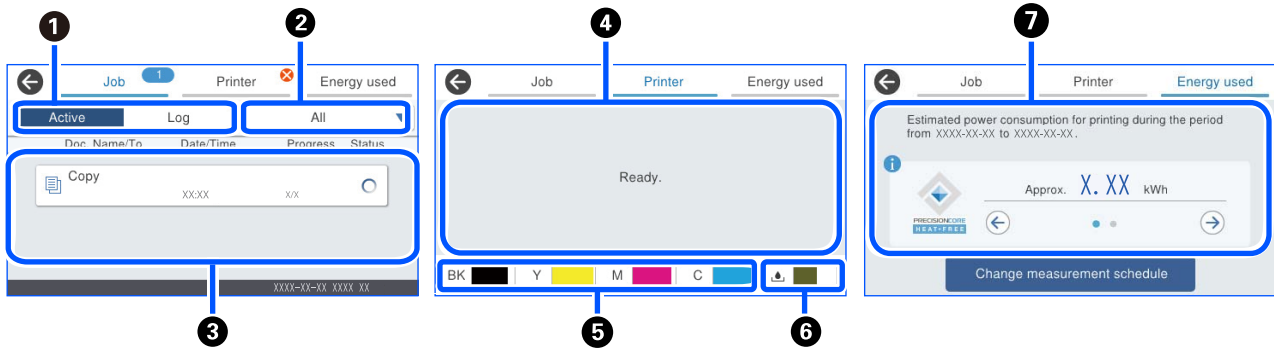 1
2
4
7
Job 1 Printer Energy used
Active Log All
Doc. Name/To Date/Time Progress Status
Copy
XX:XX X/X
XXXX-XX-XX XXXX XX
3
Job Printer Energy used
Ready.
BK Y M C
5
6
Job Printer Energy used
Estimated power consumption for printing during the period
from XXXX-XX-XX to XXXX-XX-XX.
i
Approx. X.XX kWh
PRECISIONCORE
HEAT-FREE
Change measurement schedule